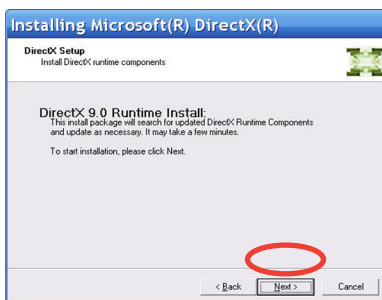 Installing Microsoft(R) DirectX(R)
DirectX Setup
Install DirectX runtime components
DirectX 9.0 Runtime Install:
This install package will search for updated DirectX Runtime Components
and update as necessary. It may take a few minutes.
To start installation, please click Next.
< Back Next > Cancel